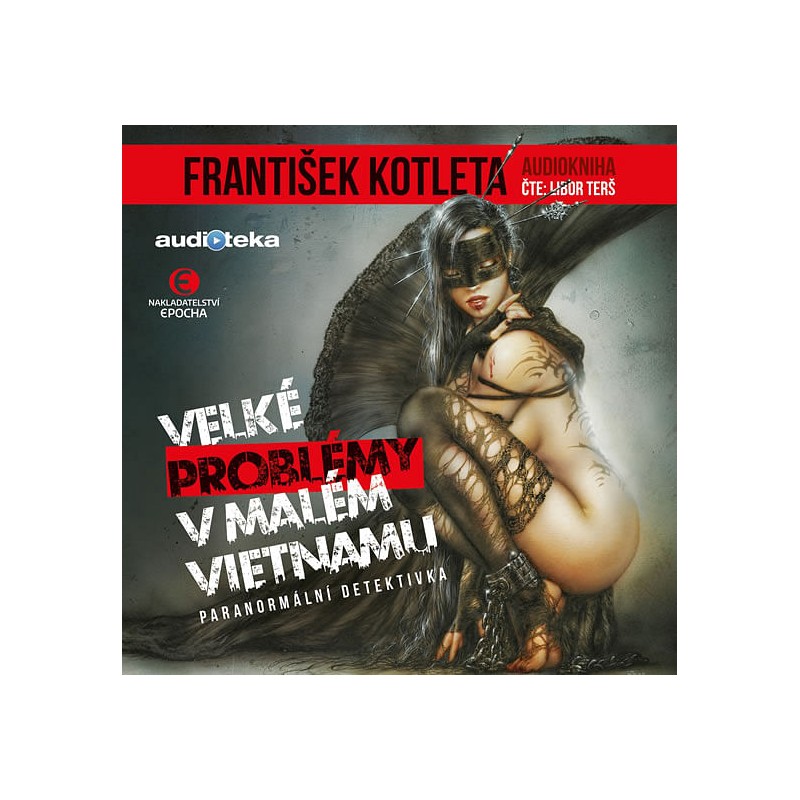 FRANTIŠEK KOTLETA
AUDIOKNIHA
ČTE: LIBOR TERŠ
audioteka
NAKLADATELSTVÍ
EPOCHA
VELKÉ
PROBLÉMY
V MALÉM
VIETNAMU
PARANORMÁLNÍ DETEKTIVKA